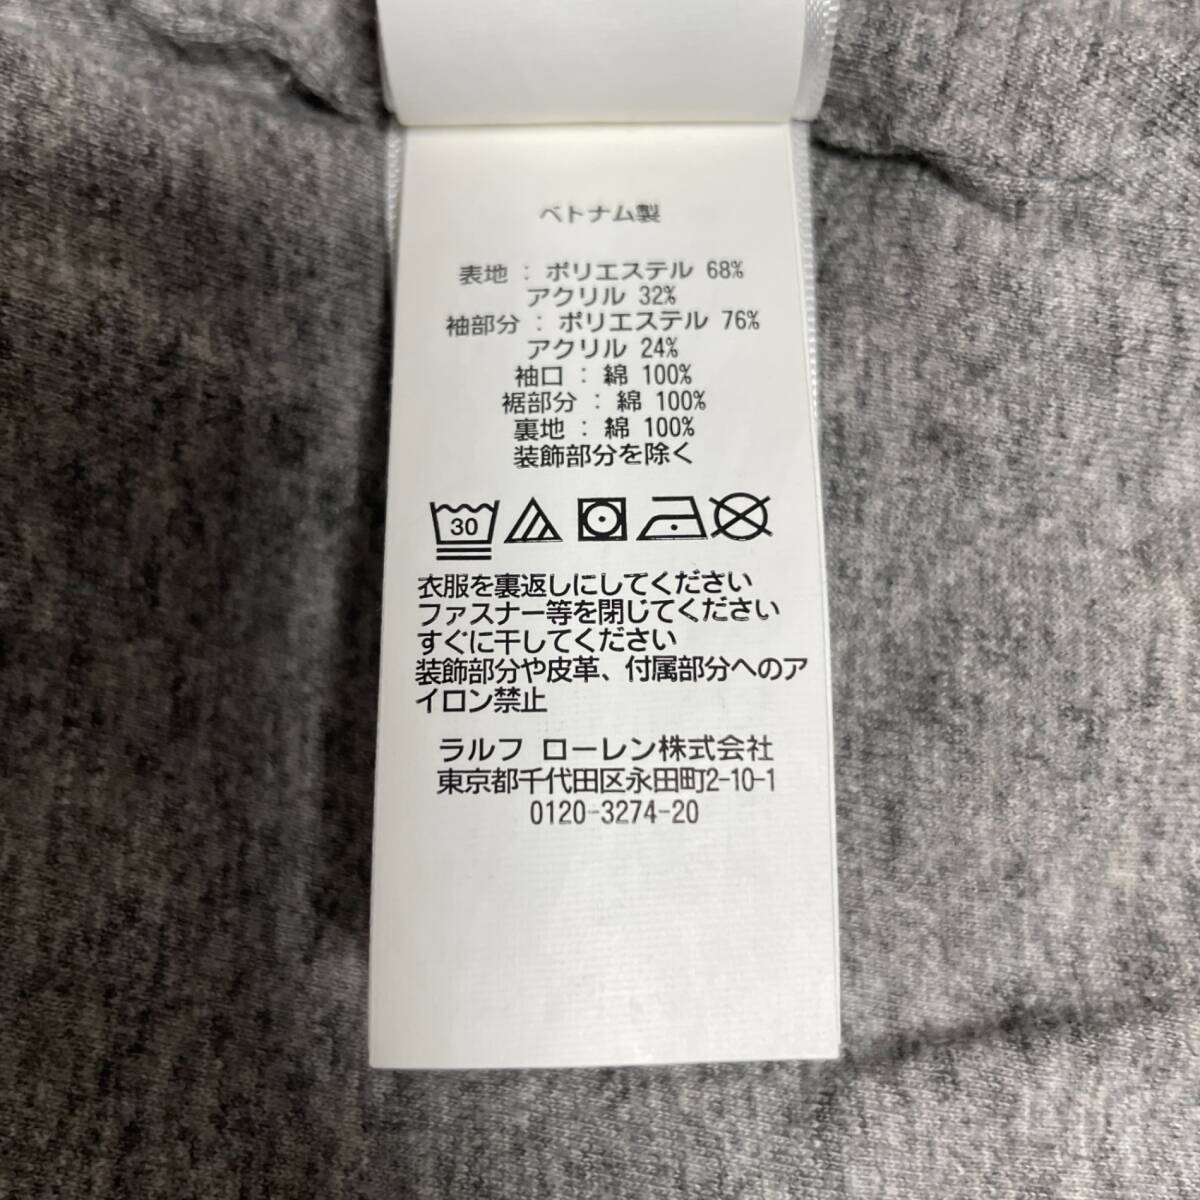 ベトナム製
表地 : ポリエステル 68%
アクリル 32%
袖部分 : ポリエステル 76%
アクリル 24%
袖口 : 綿 100%
裾部分 : 綿 100%
裏地 : 綿 100%
装飾部分を除く
30
衣服を裏返しにしてください
ファスナー等を閉じてください
すぐに干してください
装飾部分や皮革、付属部分へのア
イロン禁止
ラルフ ローレン株式会社
東京都千代田区永田町2-10-1
0120-3274-20